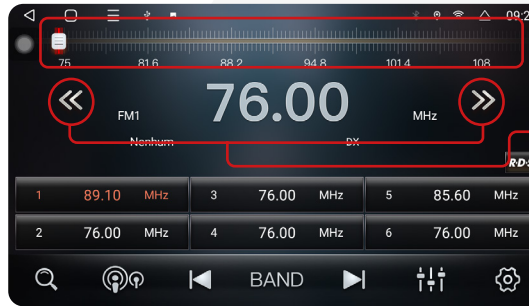 09:2
75 81.6 88.2 94.8 101.4 108
FM1 76.00 MHz
Nenhum DX
R·D·S
1 89.10 MHz 3 76.00 MHz 5 85.60 MHz
2 76.00 MHz 4 76.00 MHz 6 76.00 MHz
BAND